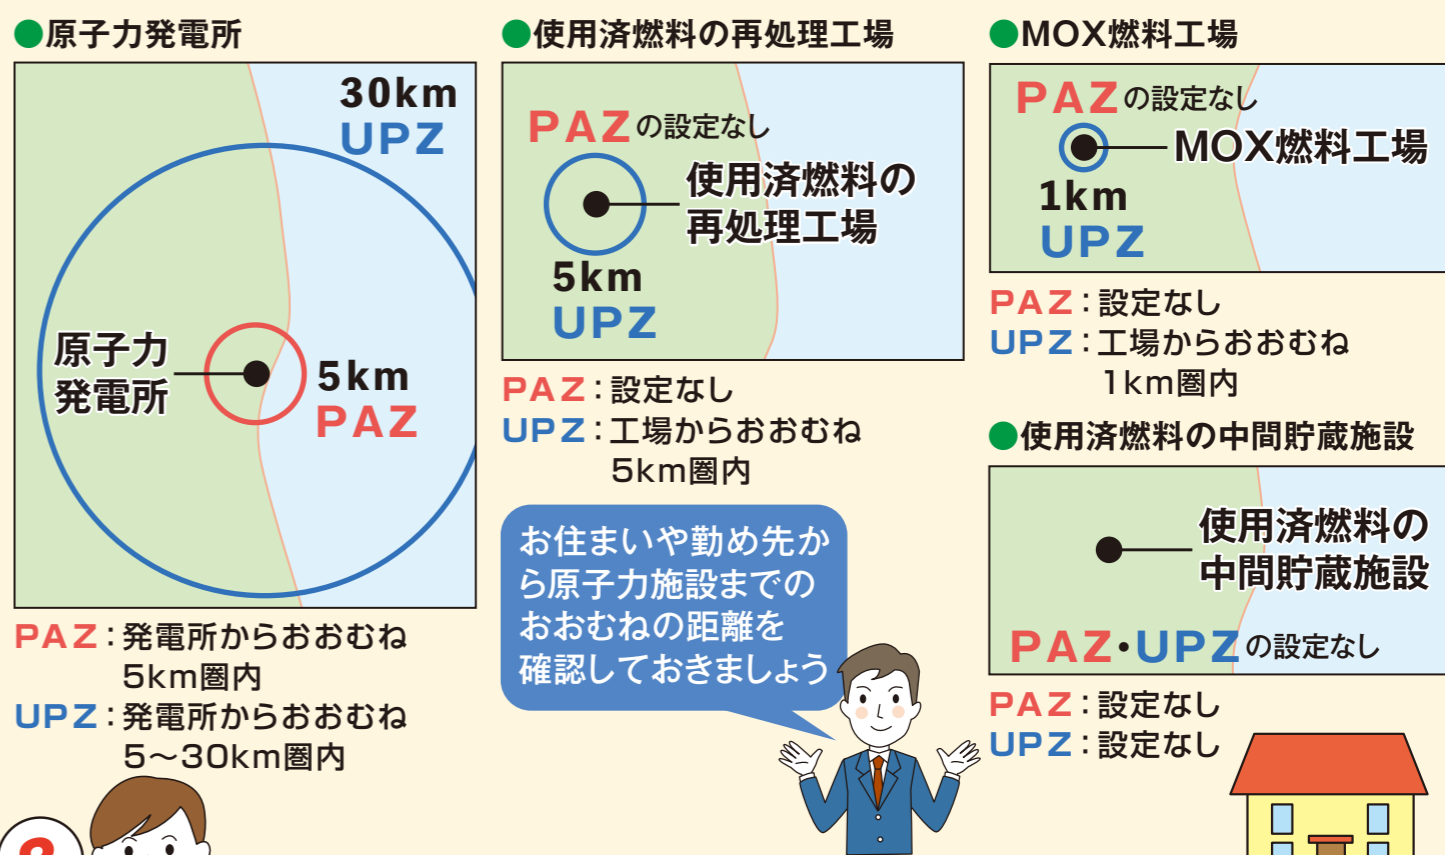 ●原子力発電所
30km
UPZ
原子力
発電所
5km
PAZ
PAZ：発電所からおおむね
5km圏内
UPZ：発電所からおおむね
5〜30km圏内
●使用済燃料の再処理工場
PAZの設定なし
使用済燃料の
再処理工場
5km
UPZ
PAZ：設定なし
UPZ：工場からおおむね
5km圏内
お住まいや勤め先か
ら原子力施設までの
おおむねの距離を
確認しておきましょう
●MOX燃料工場
PAZの設定なし
MOX燃料工場
1km
UPZ
PAZ：設定なし
UPZ：工場からおおむね
1km圏内
●使用済燃料の中間貯蔵施設
使用済燃料の
中間貯蔵施設
PAZ・UPZの設定なし
PAZ：設定なし
UPZ：設定なし